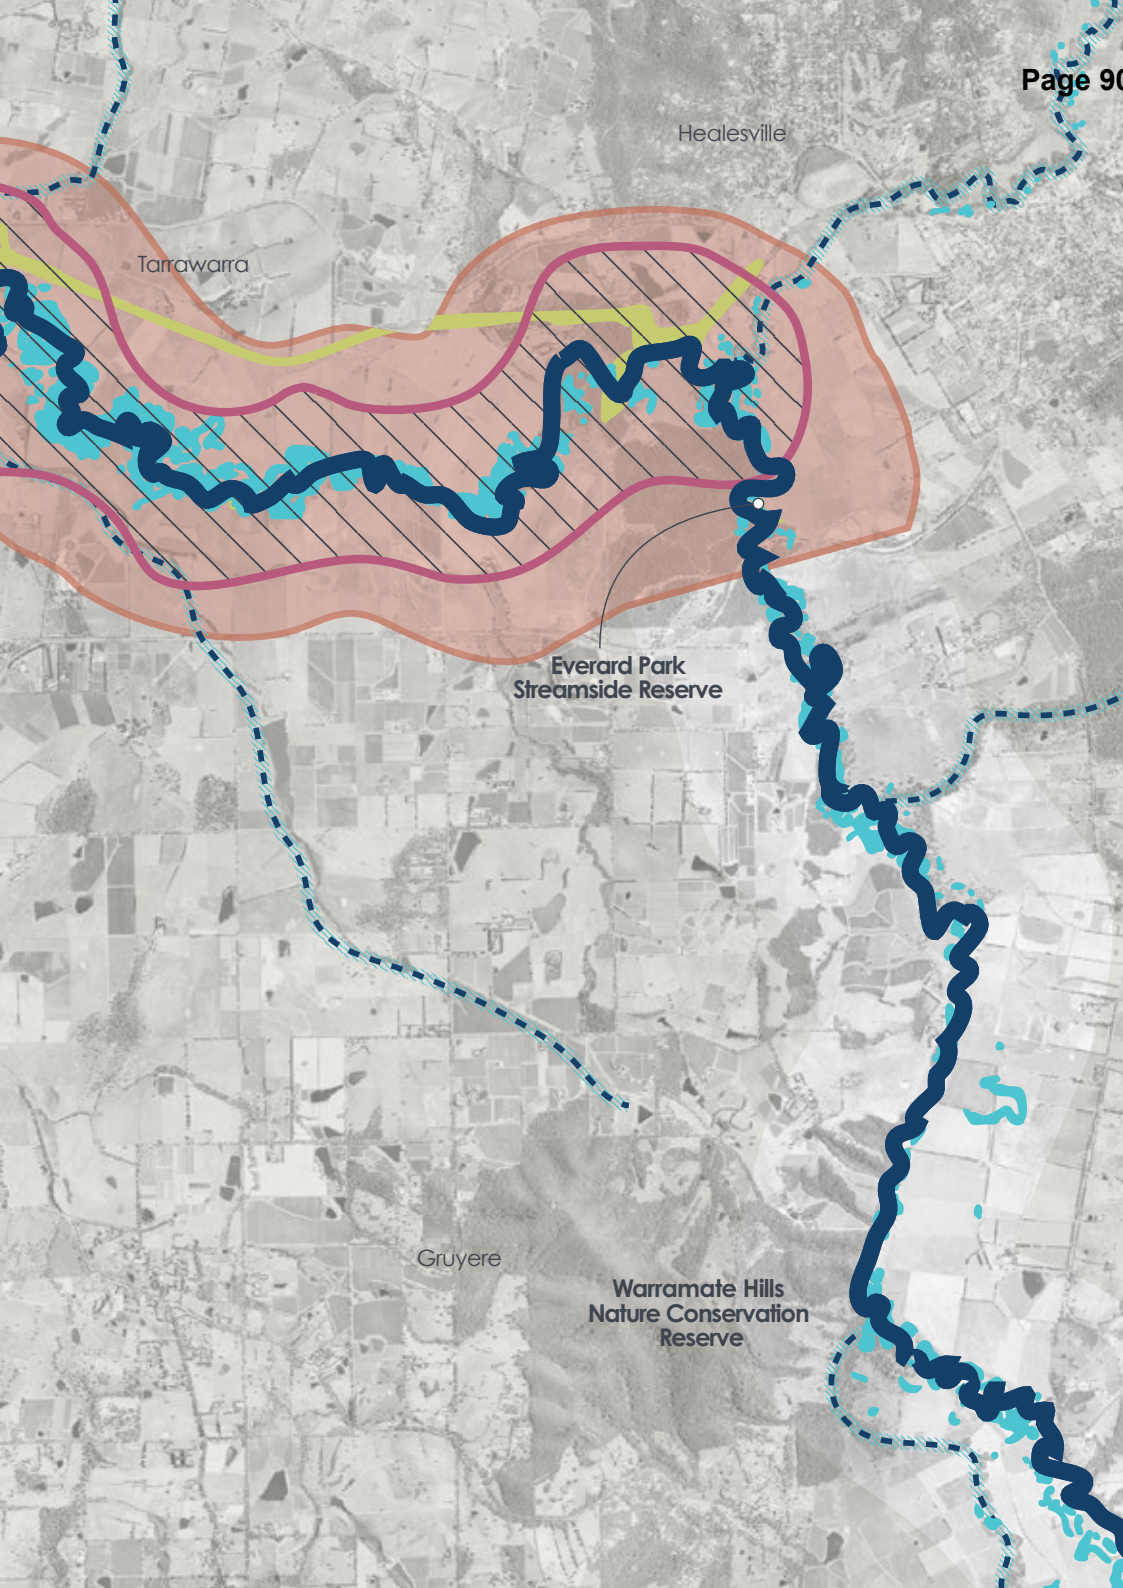 Page 90
Healesville
Tarrawarra
Everard Park
Streamside Reserve
Gruyere
Warramate Hills
Nature Conservation
Reserve